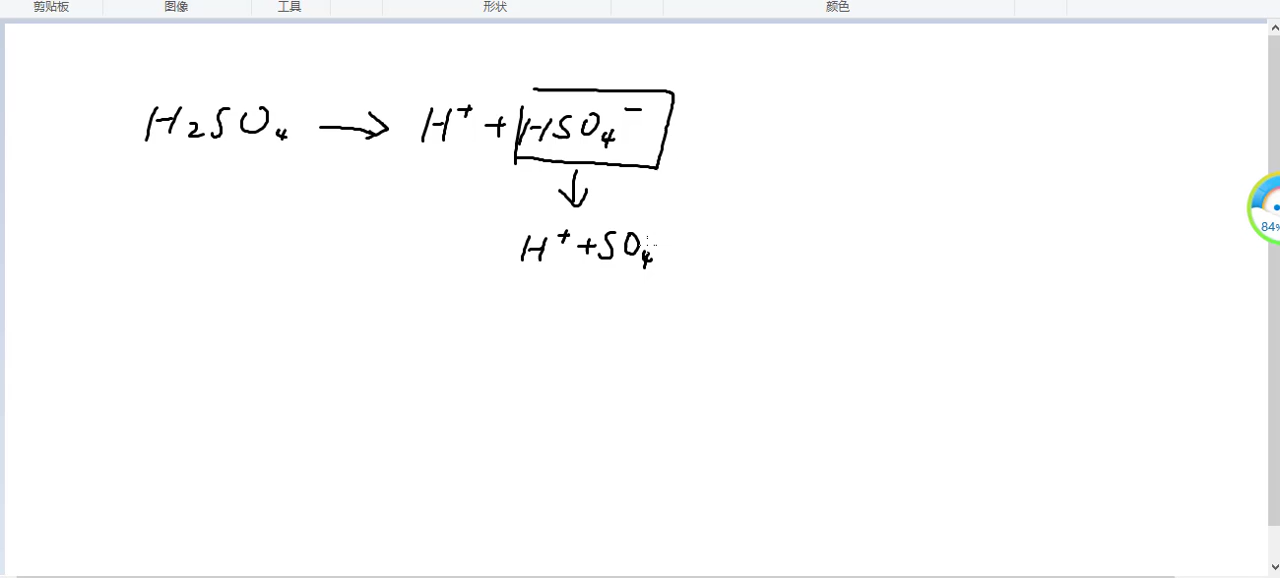 剪贴板 图像 工具 形状 颜色
H₂SO₄ → H⁺ + HSO₄⁻
↓
H⁺ + SO₄
84%